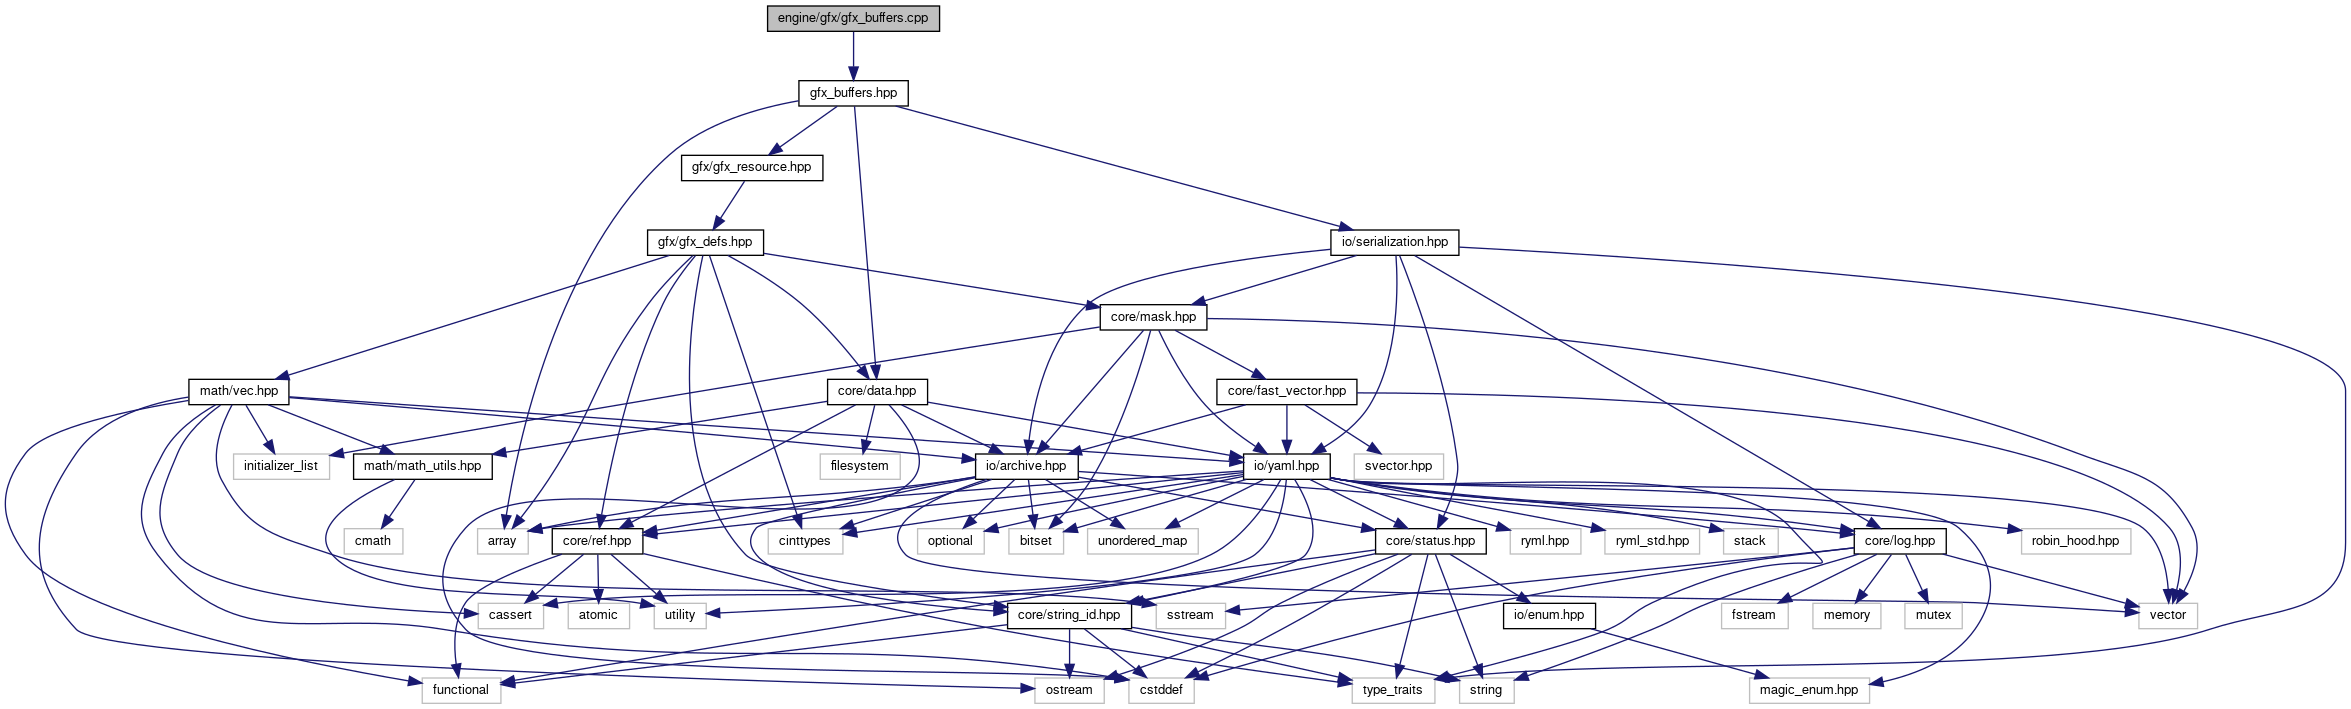 engine/gfx/gfx_buffers.cpp
gfx_buffers.hpp
gfx/gfx_resource.hpp
gfx/gfx_defs.hpp
io/serialization.hpp
core/mask.hpp
math/vec.hpp
core/data.hpp
core/fast_vector.hpp
initializer_list
math/math_utils.hpp
filesystem
io/archive.hpp
io/yaml.hpp
svector.hpp
cmath
array
core/ref.hpp
cinttypes
optional
bitset
unordered_map
core/status.hpp
ryml.hpp
ryml_std.hpp
stack
core/log.hpp
robin_hood.hpp
cassert
atomic
utility
core/string_id.hpp
sstream
io/enum.hpp
fstream
memory
mutex
vector
functional
ostream
cstddef
type_traits
string
magic_enum.hpp